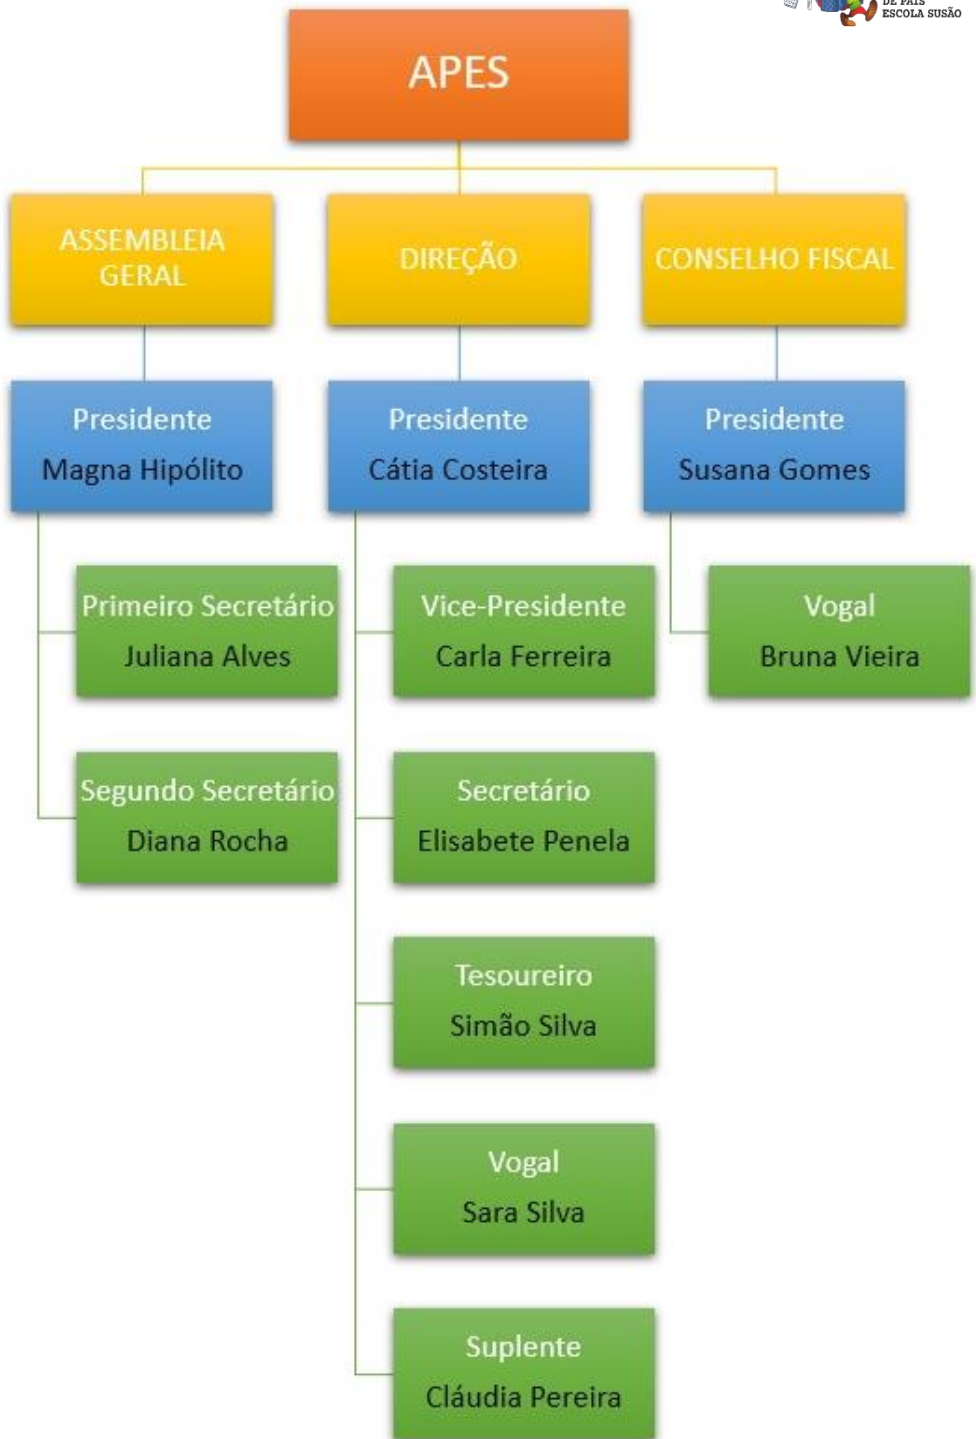 DE PAIS
ESCOLA SUSÃO
APES
ASSEMBLEIA
GERAL
DIREÇÃO
CONSELHO FISCAL
Presidente
Magna Hipólito
Presidente
Cátia Costeira
Presidente
Susana Gomes
Primeiro Secretário
Juliana Alves
Vice-Presidente
Carla Ferreira
Vogal
Bruna Vieira
Segundo Secretário
Diana Rocha
Secretário
Elisabete Penela
Tesoureiro
Simão Silva
Vogal
Sara Silva
Suplente
Cláudia Pereira